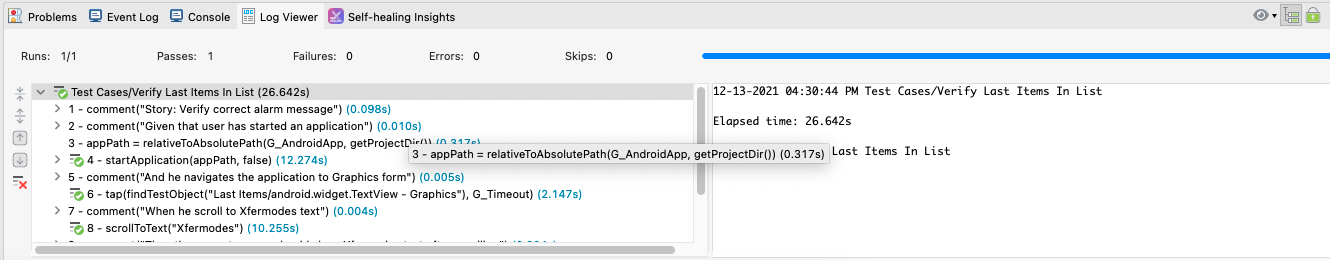 Problems Event Log Console Log Viewer Self-healing Insights
Runs: 1/1 Passes: 1 Failures: 0 Errors: 0 Skips: 0
Test Cases/Verify Last Items In List (26.642s)
1 - comment("Story: Verify correct alarm message") (0.098s)
2 - comment("Given that user has started an application") (0.010s)
3 - appPath = relativeToAbsolutePath(G_AndroidApp, getProjectDir()) (0.317s)
3 - appPath = relativeToAbsolutePath(G_AndroidApp, getProjectDir()) (0.317s)
4 - startApplication(appPath, false) (12.274s)
5 - comment("And he navigates the application to Graphics form") (0.005s)
6 - tap(findTestObject("Last Items/android.widget.TextView - Graphics"), G_Timeout) (2.147s)
7 - comment("When he scroll to Xfermodes text") (0.004s)
8 - scrollToText("Xfermodes") (10.255s)
12-13-2021 04:30:44 PM Test Cases/Verify Last Items In List
Elapsed time: 26.642s
Last Items In List